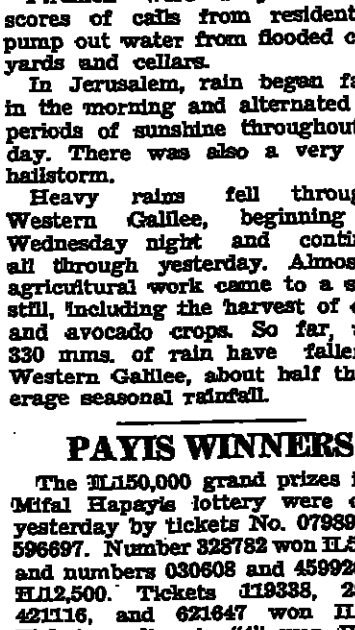 scores of calls from resident
pump out water from flooded c
yards and cellars.
In Jerusalem, rain began fa
in the morning and alternated
periods of sunshine throughout
day. There was also a very
hailstorm.
Heavy rains fell throug
Western Galilee, beginning
Wednesday night and contin
all through yesterday. Almos
agricultural work came to a s
still, including the harvest of
and avocado crops. So far,
330 mms. of rain have fallen
Western Galilee, about half th
erage seasonal rainfall.
PAYIS WINNERS
The IL150,000 grand prizes i
Mifal Hapayis lottery were
yesterday by tickets No. 07989
596697. Number 328782 won IL5
and numbers 030608 and 45992
IL12,500. Tickets 119338, 2
421116, and 621647 won IL